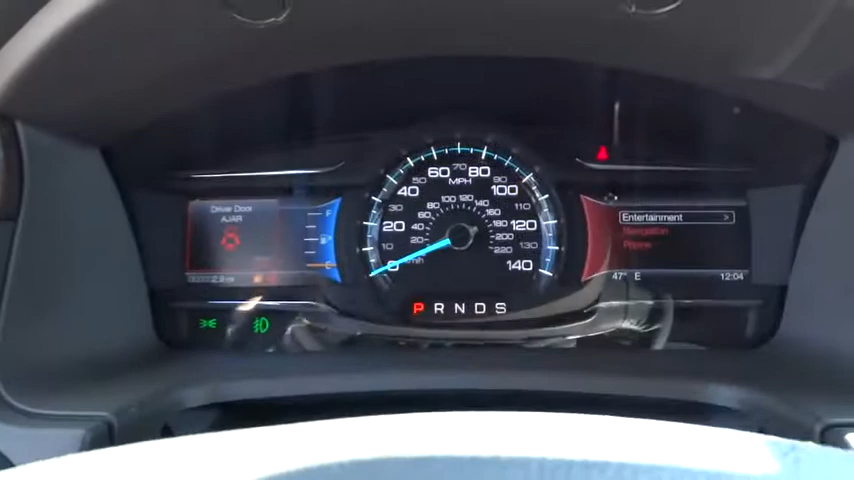 Driver Door
AJAR
F
MPH
0
10
20
30
40
50
60
70
80
90
100
110
120
130
140
km/h
20
40
60
80
100
120
140
160
180
200
220
P R N D S
Entertainment >
Navigation
Phone
47° E 12:04